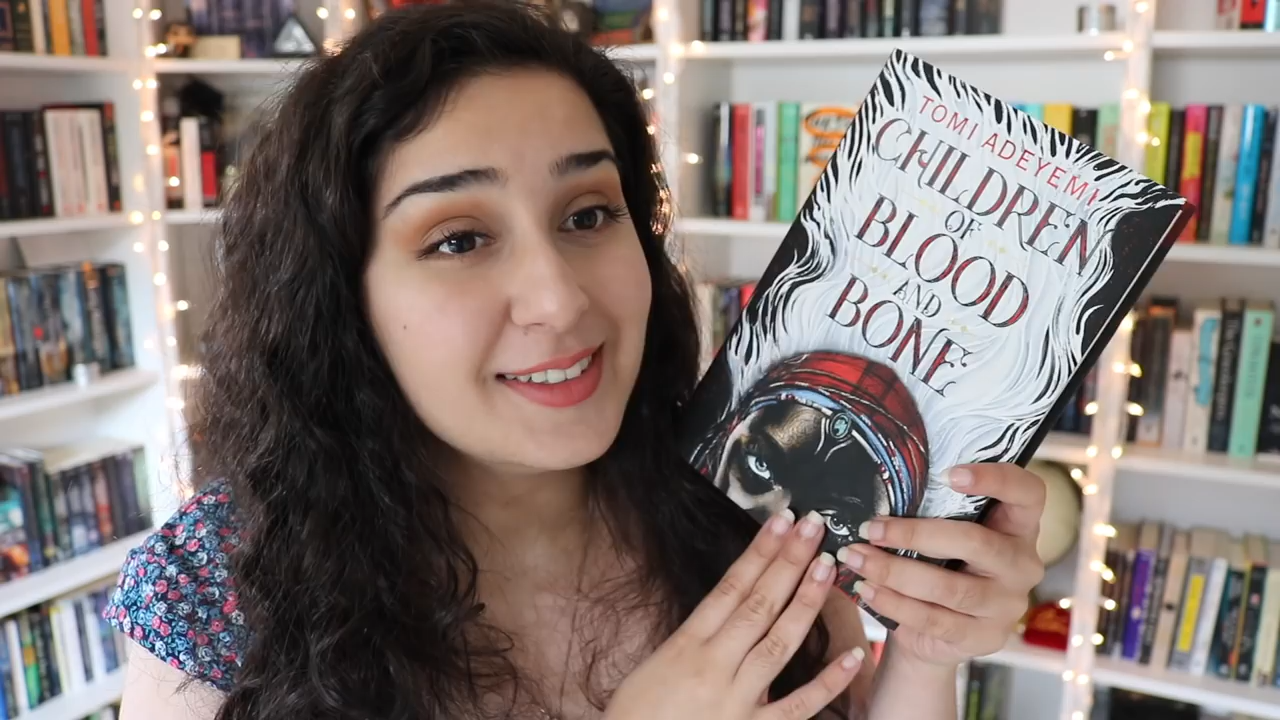 TOMI ADEYEMI
CHILDREN
OF
BLOOD
AND
BONE